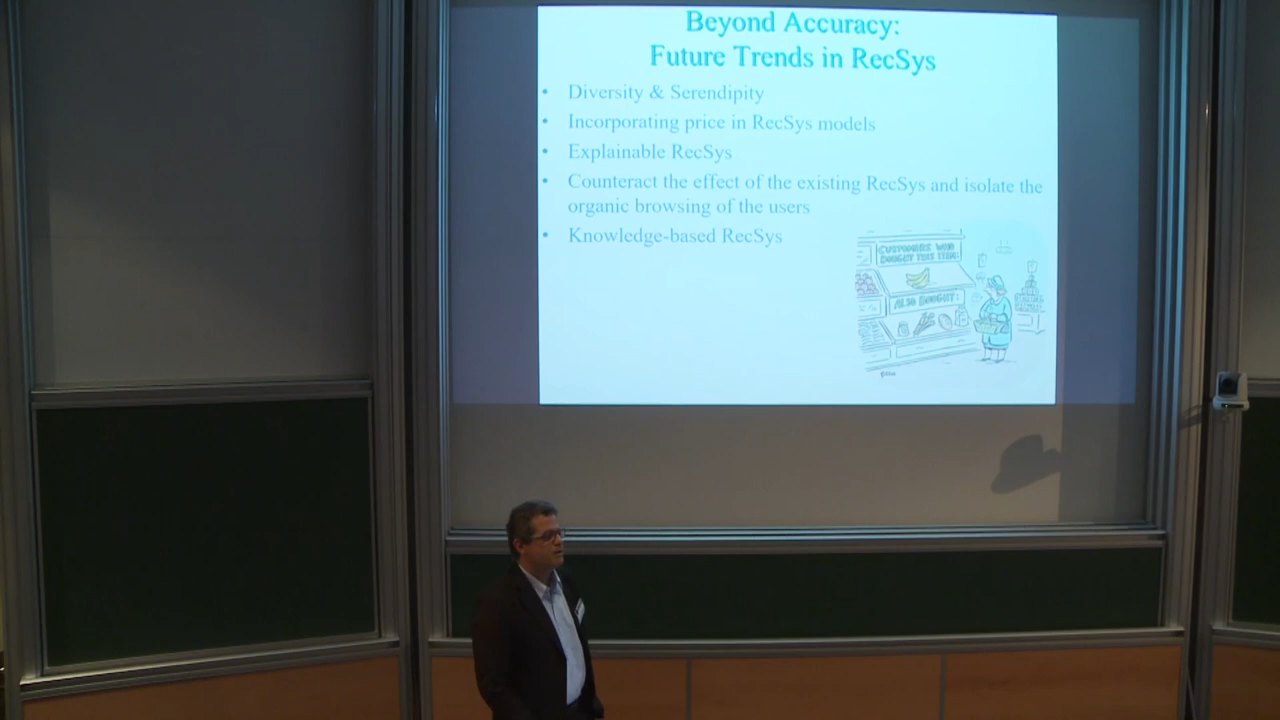 Beyond Accuracy:
Future Trends in RecSys
• Diversity & Serendipity
• Incorporating price in RecSys models
• Explainable RecSys
• Counteract the effect of the existing RecSys and isolate the
organic browsing of the users
• Knowledge-based RecSys
CUSTOMERS WHO
BOUGHT THIS ITEM:
ALSO BOUGHT: